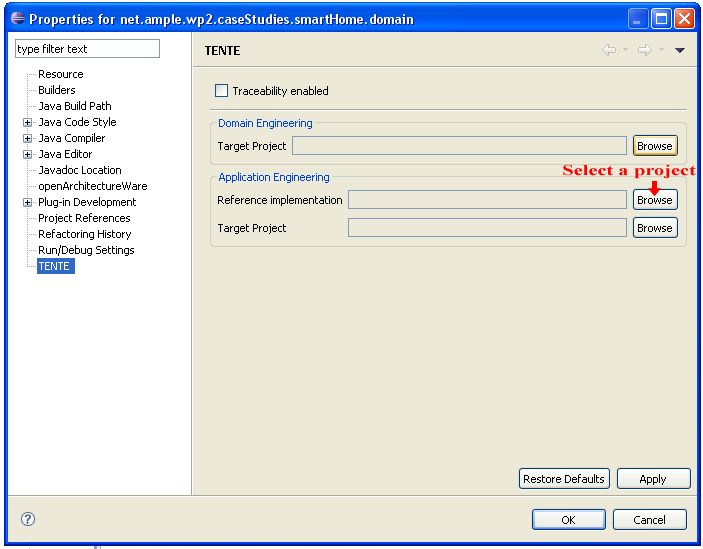 Properties for net.ample.wp2.caseStudies.smartHome.domain
type filter text
Resource
Builders
Java Build Path
Java Code Style
Java Compiler
Java Editor
Javadoc Location
openArchitectureWare
Plug-in Development
Project References
Refactoring History
Run/Debug Settings
TENTE
TENTE
Traceability enabled
Domain Engineering
Target Project Browse
Application Engineering
Select a project
Reference implementation Browse
Target Project Browse
Restore Defaults Apply
? OK Cancel